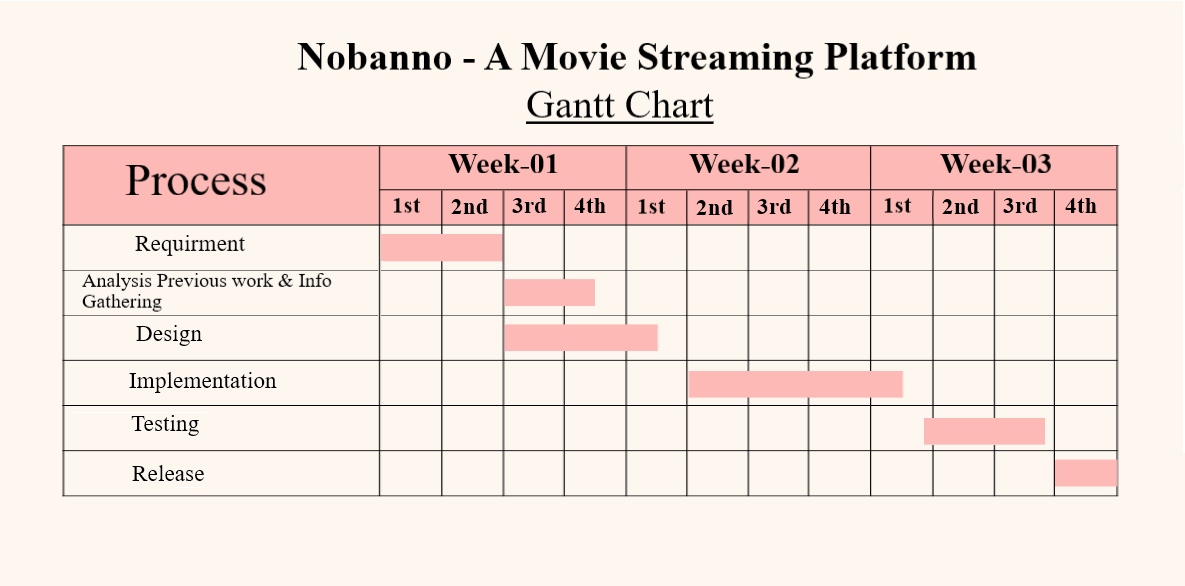 Nobanno - A Movie Streaming Platform
Gantt Chart
Process
Week-01 Week-02 Week-03
1st 2nd 3rd 4th 1st 2nd 3rd 4th 1st 2nd 3rd 4th
Requirment
Analysis Previous work & Info
Gathering
Design
Implementation
Testing
Release